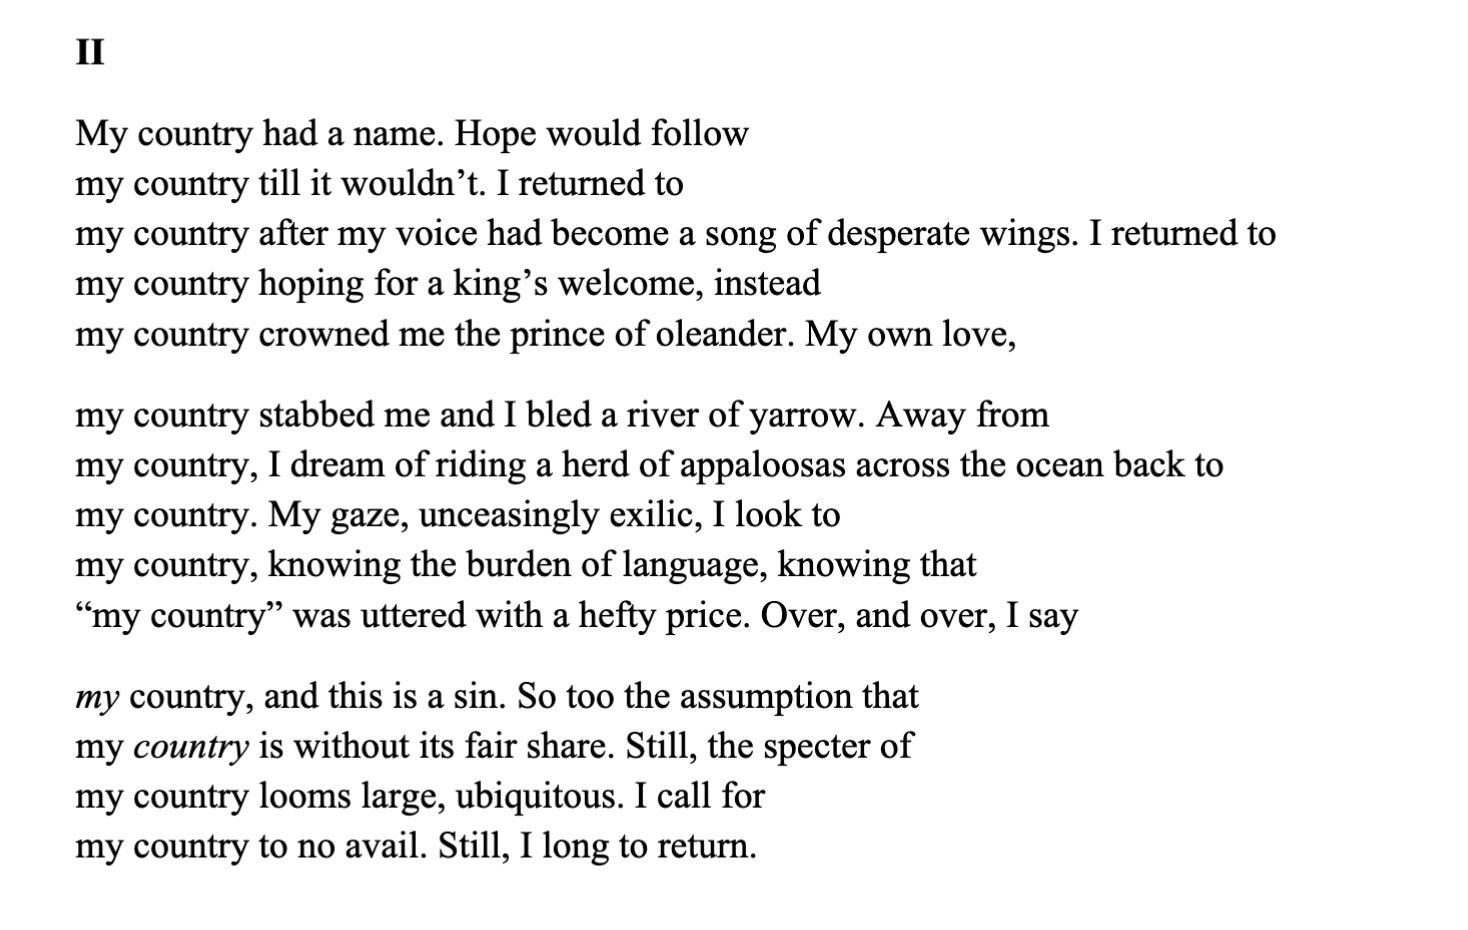 II
My country had a name. Hope would follow
my country till it wouldn’t. I returned to
my country after my voice had become a song of desperate wings. I returned to
my country hoping for a king’s welcome, instead
my country crowned me the prince of oleander. My own love,
my country stabbed me and I bled a river of yarrow. Away from
my country, I dream of riding a herd of appaloosas across the ocean back to
my country. My gaze, unceasingly exilic, I look to
my country, knowing the burden of language, knowing that
“my country” was uttered with a hefty price. Over, and over, I say
my country, and this is a sin. So too the assumption that
my country is without its fair share. Still, the specter of
my country looms large, ubiquitous. I call for
my country to no avail. Still, I long to return.